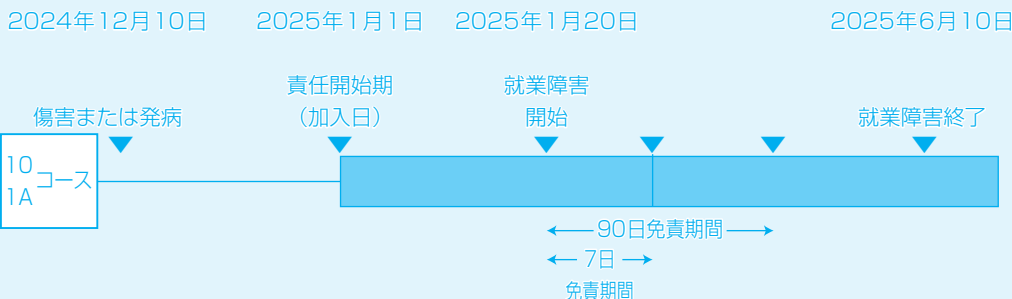 2024年12月10日
2025年1月1日
2025年1月20日
2025年6月10日
責任開始期
（加入日）
就業障害
開始
傷害または発病
就業障害終了
10
1A
コース
90日免責期間
7日
免責期間